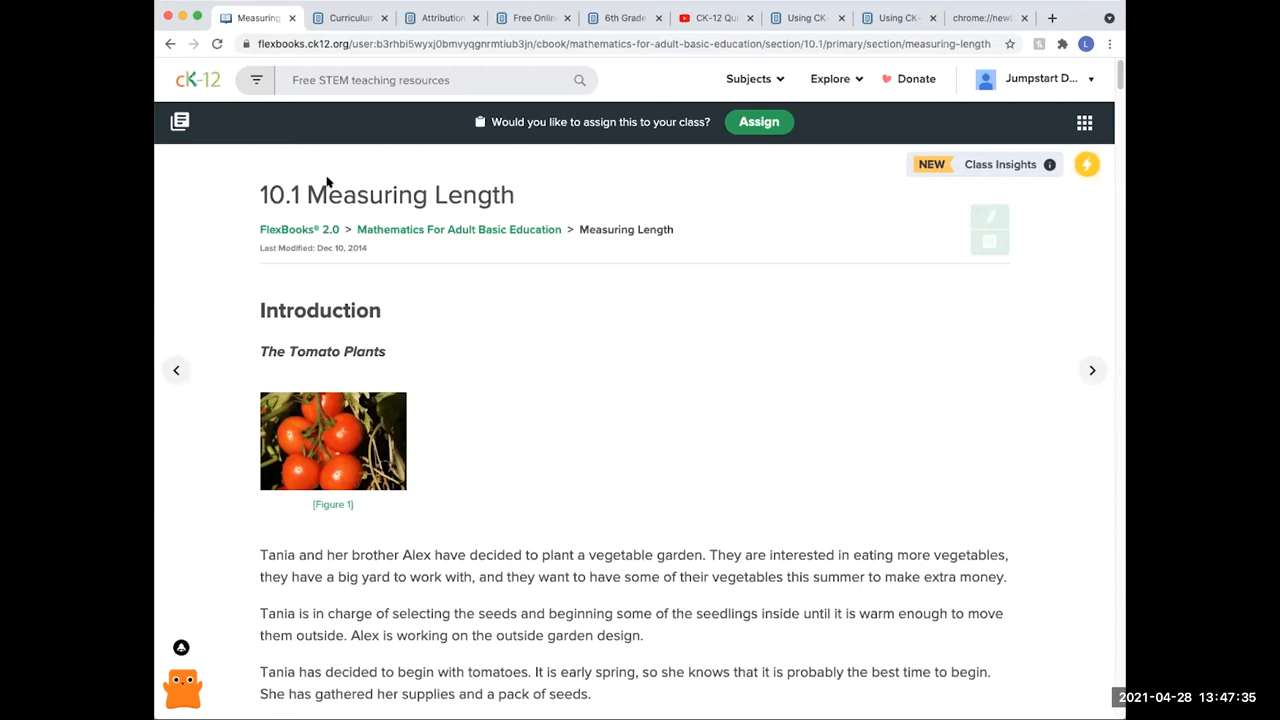 Measuring
Curriculum
Attribution
Free Onlin
6th Grade
CK-12 Qu
Using CK-
Using CK-
chrome://newt
flexbooks.ck12.org/user:b3rhbi5wyxj0bmvyqgnrmtiub3jn/cbook/mathematics-for-adult-basic-education/section/10.1/primary/section/measuring-length
L
cK-12
Free STEM teaching resources
Subjects
Explore
Donate
Jumpstart D...
Would you like to assign this to your class?
Assign
NEW
Class Insights
10.1 Measuring Length
FlexBooks® 2.0 > Mathematics For Adult Basic Education > Measuring Length
Last Modified: Dec 10, 2014
Introduction
The Tomato Plants
[Figure 1]
Tania and her brother Alex have decided to plant a vegetable garden. They are interested in eating more vegetables,
they have a big yard to work with, and they want to have some of their vegetables this summer to make extra money.
Tania is in charge of selecting the seeds and beginning some of the seedlings inside until it is warm enough to move
them outside. Alex is working on the outside garden design.
Tania has decided to begin with tomatoes. It is early spring, so she knows that it is probably the best time to begin.
She has gathered her supplies and a pack of seeds.
2021-04-28 13:47:35